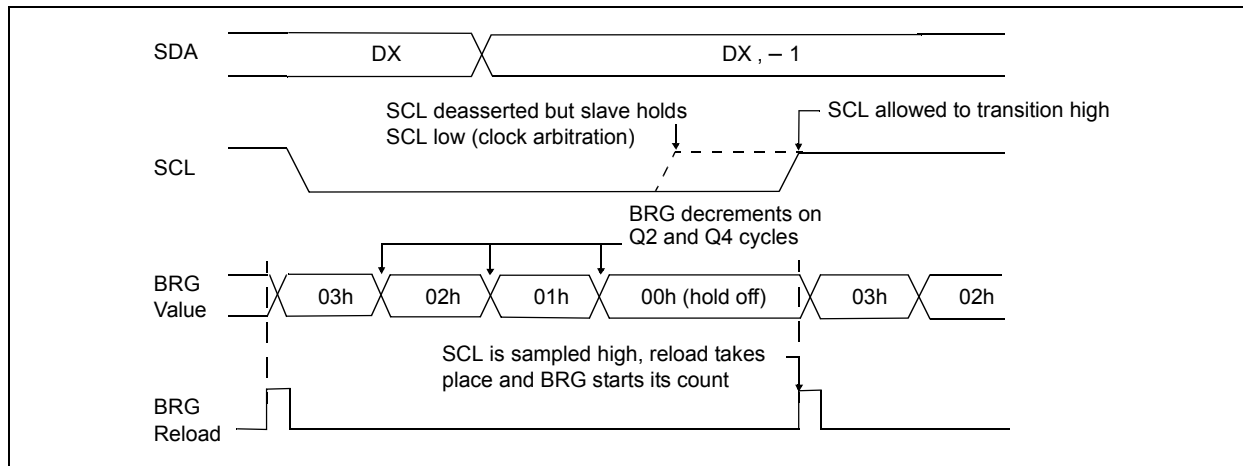 SDA
DX
DX , – 1
SCL deasserted but slave holds
SCL low (clock arbitration)
SCL allowed to transition high
SCL
BRG decrements on
Q2 and Q4 cycles
BRG
Value
03h
02h
01h
00h (hold off)
03h
02h
SCL is sampled high, reload takes
place and BRG starts its count
BRG
Reload